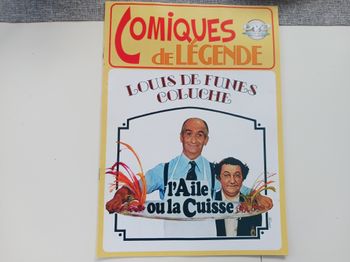 COMIQUES
de LÉGENDE
LOUIS DE FUNES
COLUCHE
l'Aile
ou la Cuisse